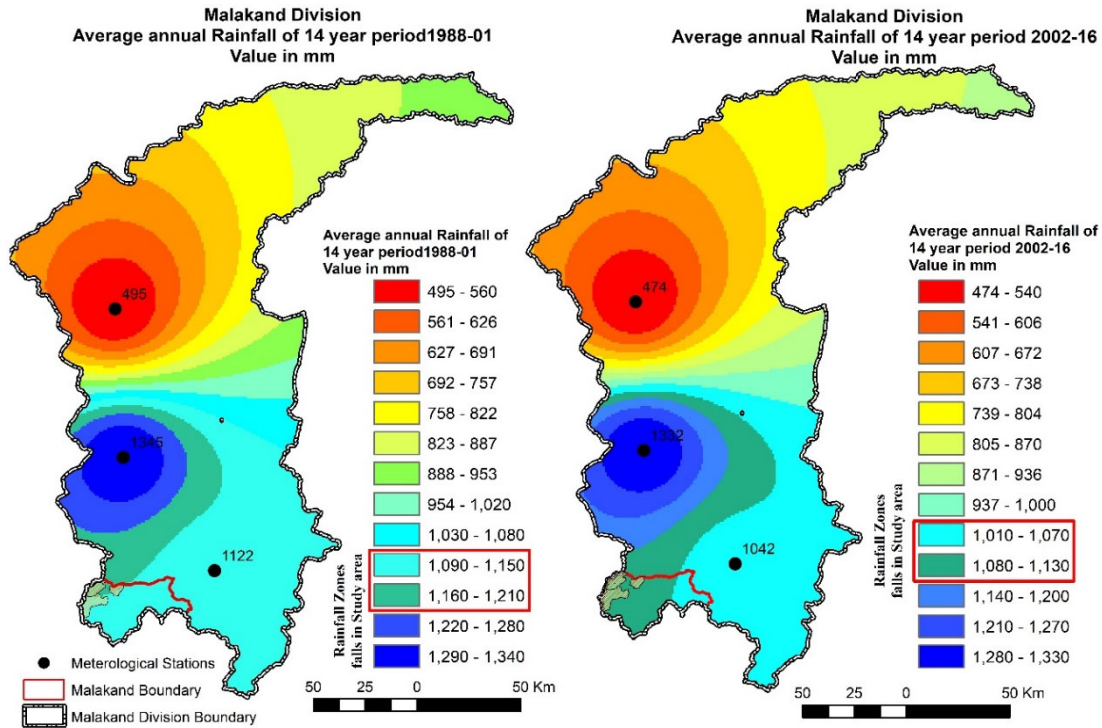 Malakand Division
Average annual Rainfall of 14 year period1988-01
Value in mm
495
1345
1122
Average annual Rainfall of
14 year period1988-01
Value in mm
495 - 560
561 - 626
627 - 691
692 - 757
758 - 822
823 - 887
888 - 953
954 - 1,020
1,030 - 1,080
1,090 - 1,150
1,160 - 1,210
1,220 - 1,280
1,290 - 1,340
Rainfall Zones
falls in Study area
Meterological Stations
Malakand Boundary
Malakand Division Boundary
50 25 0 50 Km
Malakand Division
Average annual Rainfall of 14 year period 2002-16
Value in mm
474
1332
1042
Average annual Rainfall of
14 year period 2002-16
Value in mm
474 - 540
541 - 606
607 - 672
673 - 738
739 - 804
805 - 870
871 - 936
937 - 1,000
1,010 - 1,070
1,080 - 1,130
1,140 - 1,200
1,210 - 1,270
1,280 - 1,330
Rainfall Zones
falls in Study area
50 25 0 50 Km